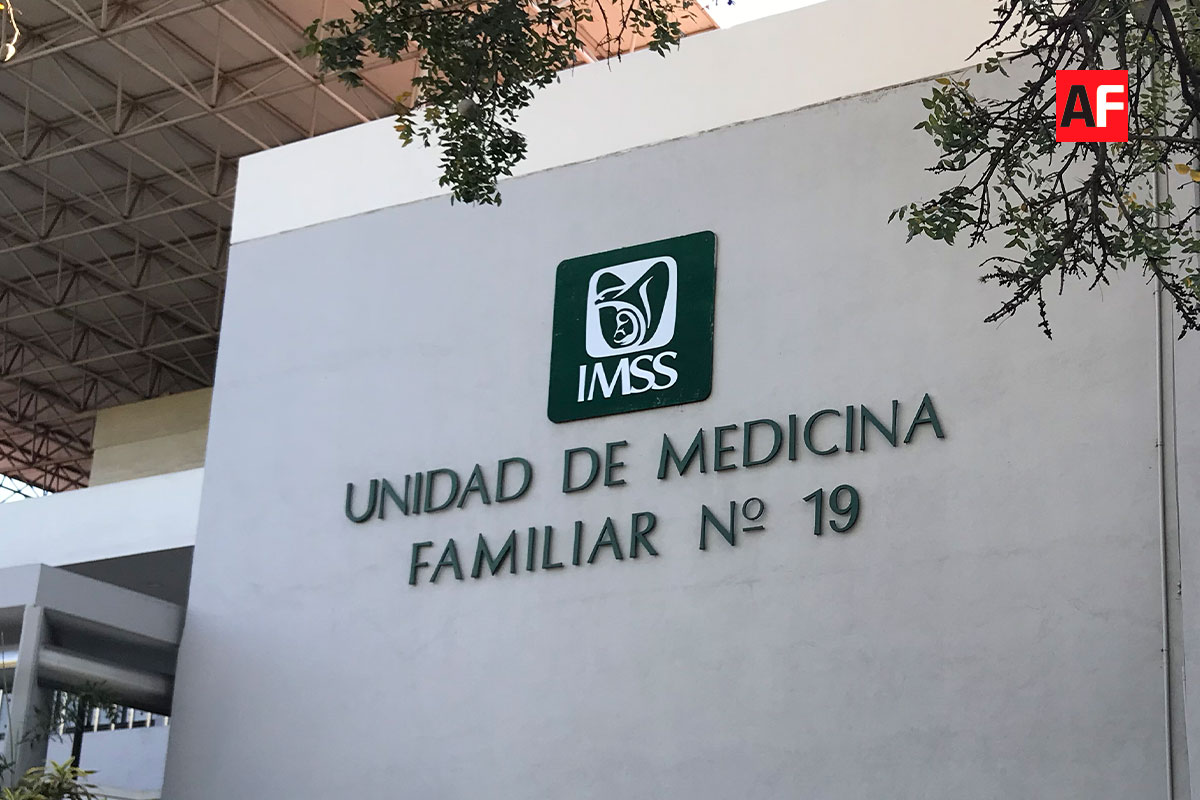 AF
IMSS
UNIDAD DE MEDICINA
FAMILIAR Nº 19